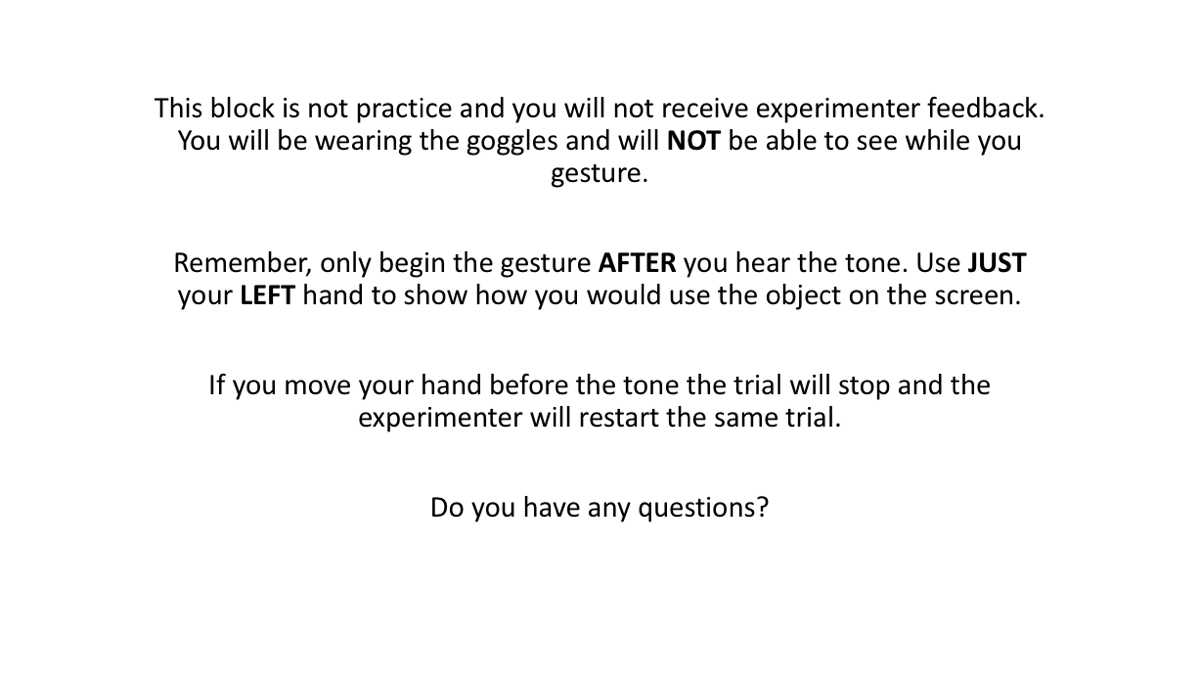 This block is not practice and you will not receive experimenter feedback.
You will be wearing the goggles and will NOT be able to see while you
gesture.
Remember, only begin the gesture AFTER you hear the tone. Use JUST
your LEFT hand to show how you would use the object on the screen.
If you move your hand before the tone the trial will stop and the
experimenter will restart the same trial.
Do you have any questions?